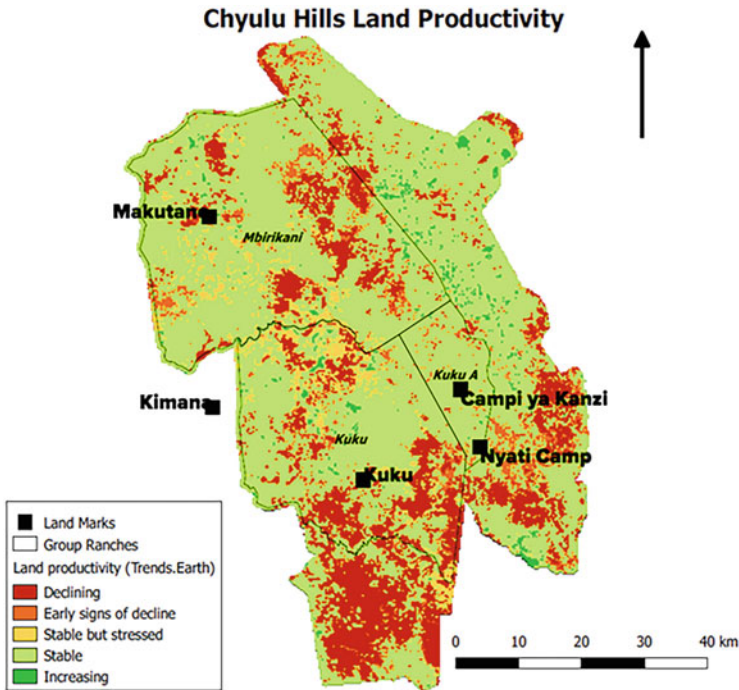 Chyulu Hills Land Productivity
Makutano
Mbirikani
Kuku A
Campi ya Kanzi
Kimana
Kuku
Nyati Camp
Kuku
Land Marks
Group Ranches
Land productivity (Trends.Earth)
Declining
Early signs of decline
Stable but stressed
Stable
Increasing
0 10 20 30 40 km